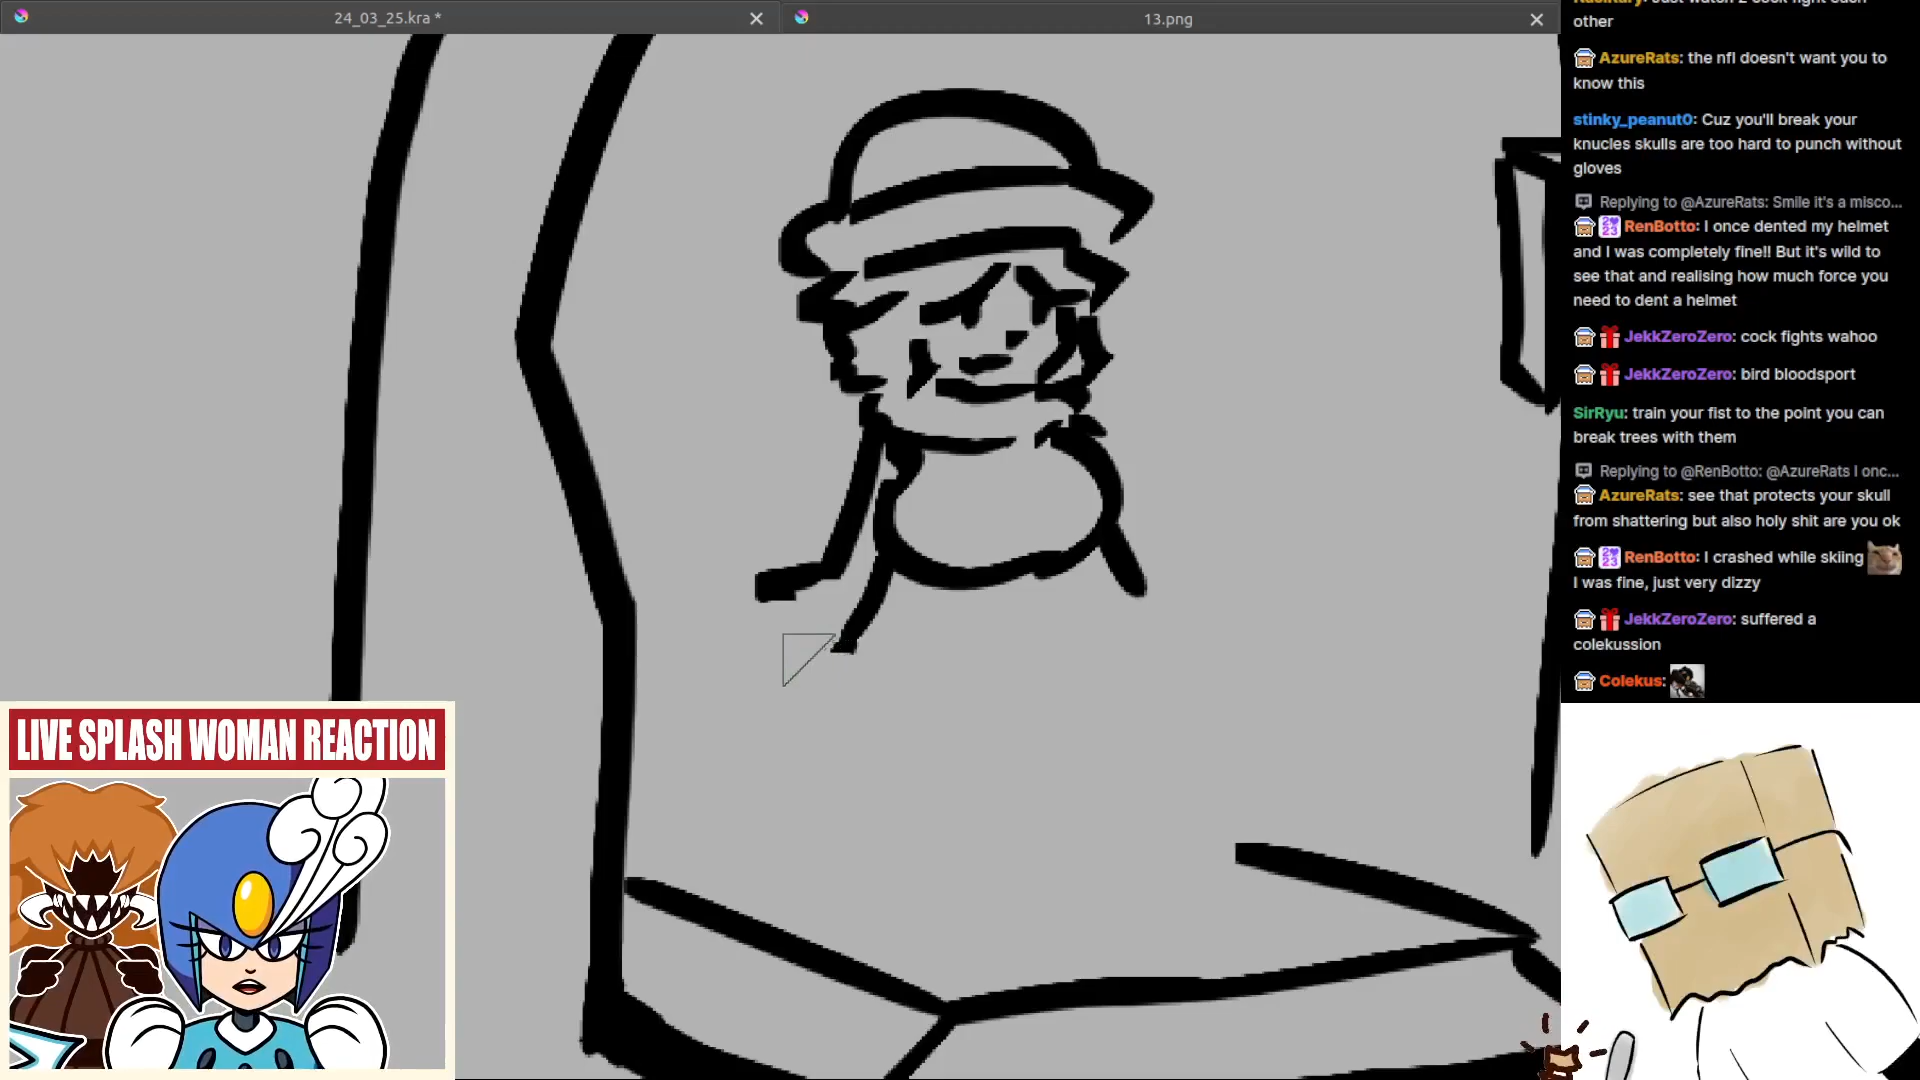 24_03_25.kra *
13.png
other
AzureRats: the nfl doesn't want you to
know this
stinky_peanut0: Cuz you'll break your
knucles skulls are too hard to punch without
gloves
Replying to @AzureRats: Smile it's a misco...
RenBotto: I once dented my helmet
and I was completely fine!! But it's wild to
see that and realising how much force you
need to dent a helmet
JekkZeroZero: cock fights wahoo
JekkZeroZero: bird bloodsport
SirRyu: train your fist to the point you can
break trees with them
Replying to @RenBotto: @AzureRats I onc...
AzureRats: see that protects your skull
from shattering but also holy shit are you ok
RenBotto: I crashed while skiing
I was fine, just very dizzy
JekkZeroZero: suffered a
colekussion
Colekus:
LIVE SPLASH WOMAN REACTION